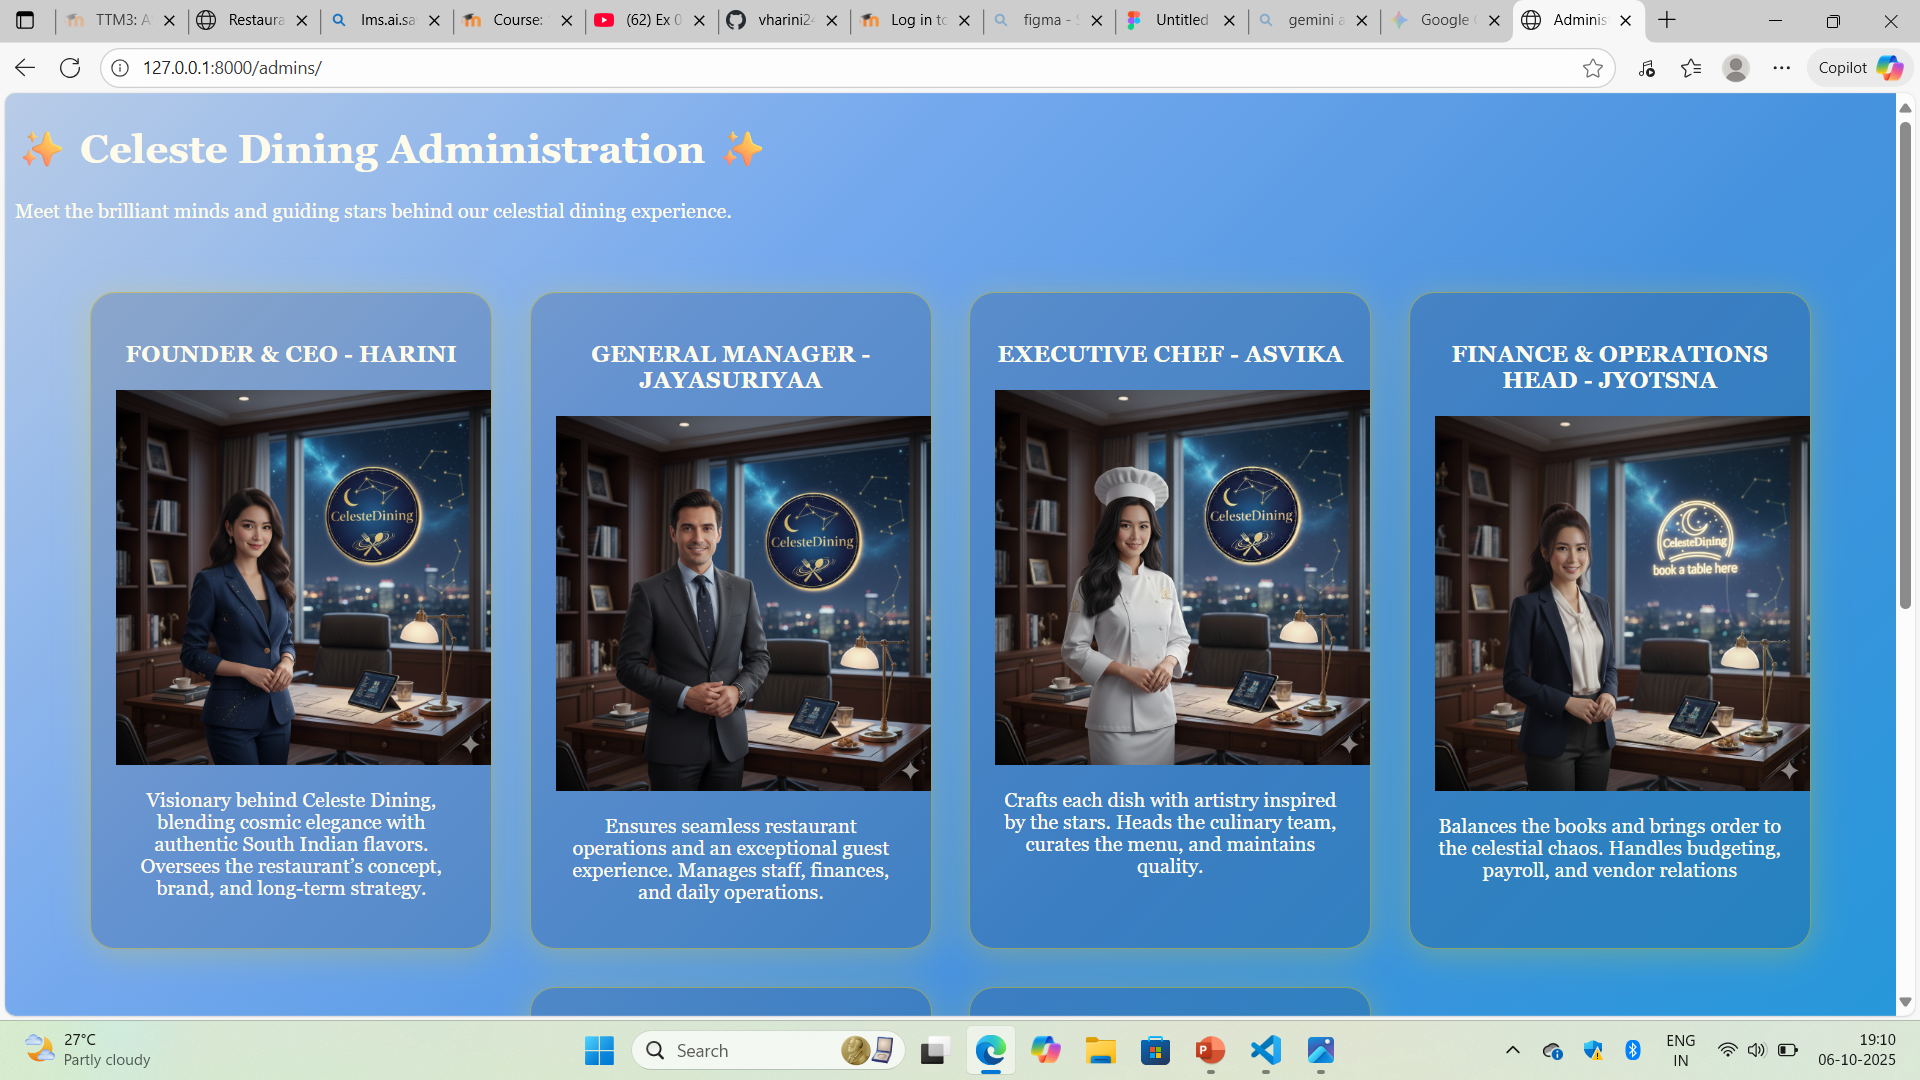 TTM3: A
Restaura
lms.ai.sa
Course:
(62) Ex 0
vharini24
Log in to
figma - S
Untitled
gemini a
Google
Adminis
127.0.0.1:8000/admins/
Copilot
✨ Celeste Dining Administration ✨
Meet the brilliant minds and guiding stars behind our celestial dining experience.
FOUNDER & CEO - HARINI
CelesteDining
Visionary behind Celeste Dining,
blending cosmic elegance with
authentic South Indian flavors.
Oversees the restaurant’s concept,
brand, and long-term strategy.
GENERAL MANAGER -
JAYASURIYAA
CelesteDining
Ensures seamless restaurant
operations and an exceptional guest
experience. Manages staff, finances,
and daily operations.
EXECUTIVE CHEF - ASVIKA
CelesteDining
Crafts each dish with artistry inspired
by the stars. Heads the culinary team,
curates the menu, and maintains
quality.
FINANCE & OPERATIONS
HEAD - JYOTSNA
CelesteDining
book a table here
Balances the books and brings order to
the celestial chaos. Handles budgeting,
payroll, and vendor relations
27°C
Partly cloudy
Search
ENG
IN
19:10
06-10-2025